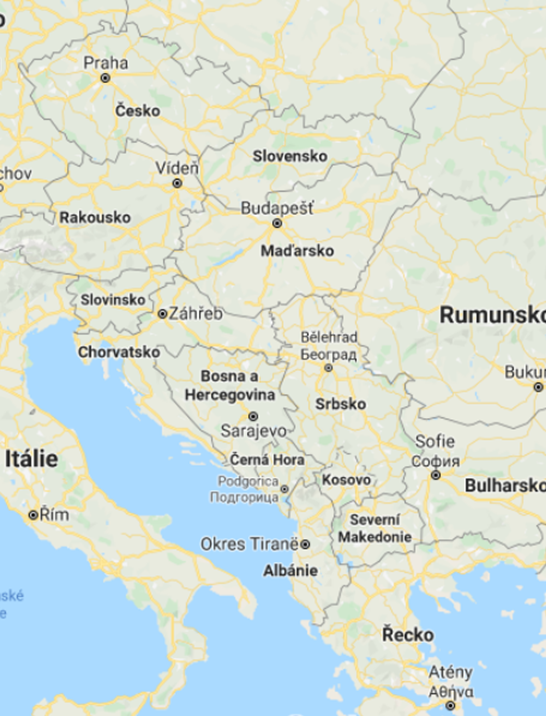 Praha
Česko
Slovensko
Vídeň
chov
Rakousko
Budapešť
Maďarsko
Slovinsko
Záhřeb
Rumunsko
Bělehrad
Београд
Chorvatsko
Bosna a
Hercegovina
Srbsko
Sarajevo
Itálie
Černá Hora
Podgorica
Подгорица
Kosovo
Sofie
София
Bulharsko
Řím
Severní
Makedonie
Okres Tiranë
Albánie
Řecko
Atény
Αθήνα